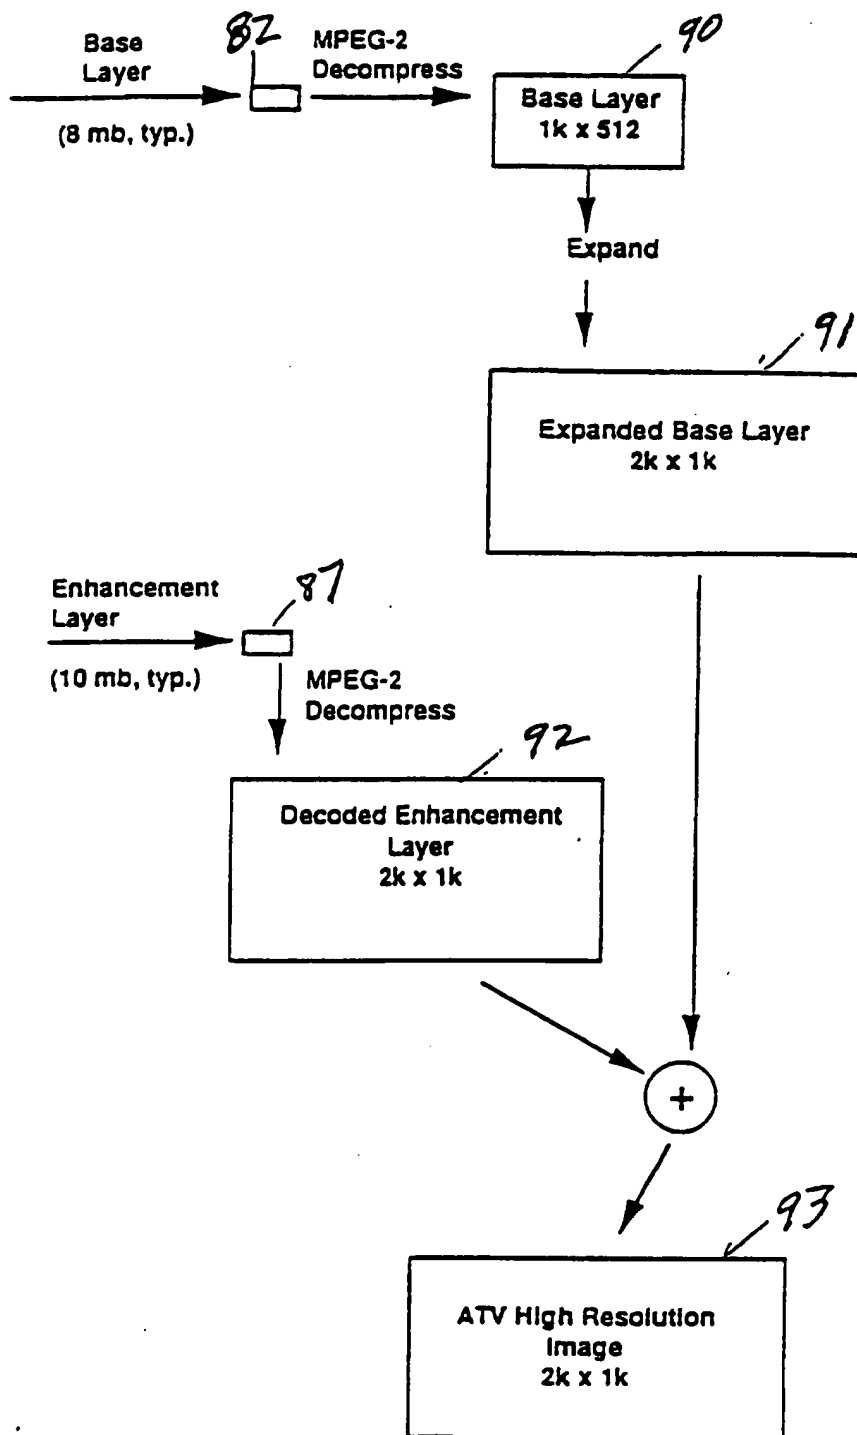 82
Base
Layer
(8 mb, typ.)
MPEG-2
Decompress
90
Base Layer
1k x 512
Expand
91
Expanded Base Layer
2k x 1k
Enhancement
Layer
(10 mb, typ.)
87
MPEG-2
Decompress
92
Decoded Enhancement
Layer
2k x 1k
+
93
ATV High Resolution
Image
2k x 1k